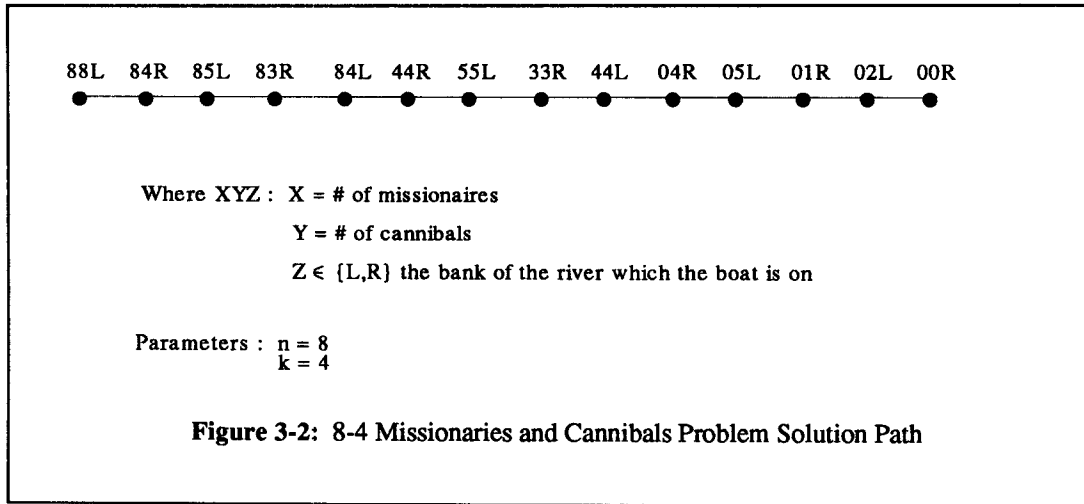 88L 84R 85L 83R 84L 44R 55L 33R 44L 04R 05L 01R 02L 00R
Where XYZ : X = # of missionaires
Y = # of cannibals
Z ∈ {L,R} the bank of the river which the boat is on
Parameters : n = 8
k = 4
Figure 3-2: 8-4 Missionaries and Cannibals Problem Solution Path